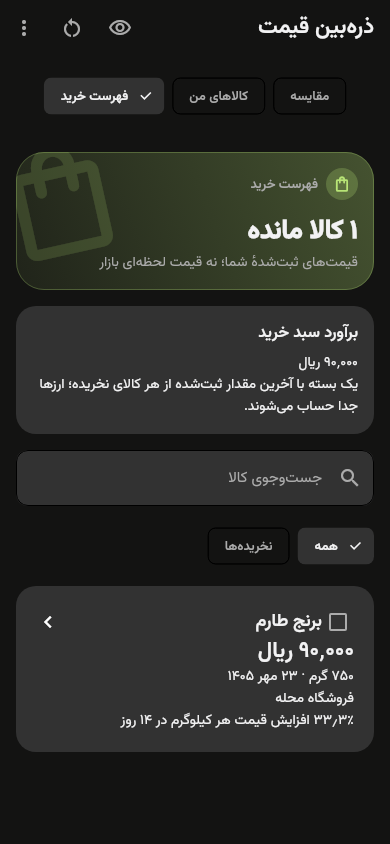 ذره‌بین قیمت
مقایسه
کالاهای من
فهرست خرید
فهرست خرید
۱ کالا مانده
قیمت‌های ثبت‌شدهٔ شما؛ نه قیمت لحظه‌ای بازار
برآورد سبد خرید
۹۰٬۰۰۰ ریال
یک بسته با آخرین مقدار ثبت‌شده از هر کالای نخریده؛ ارزها
جدا حساب می‌شوند.
جست‌وجوی کالا
همه
نخریده‌ها
برنج طارم
۹۰٬۰۰۰ ریال
۷۵۰ گرم · ۲۳ مهر ۱۴۰۵
فروشگاه محله
۳۳٫۳٪ افزایش قیمت هر کیلوگرم در ۱۴ روز